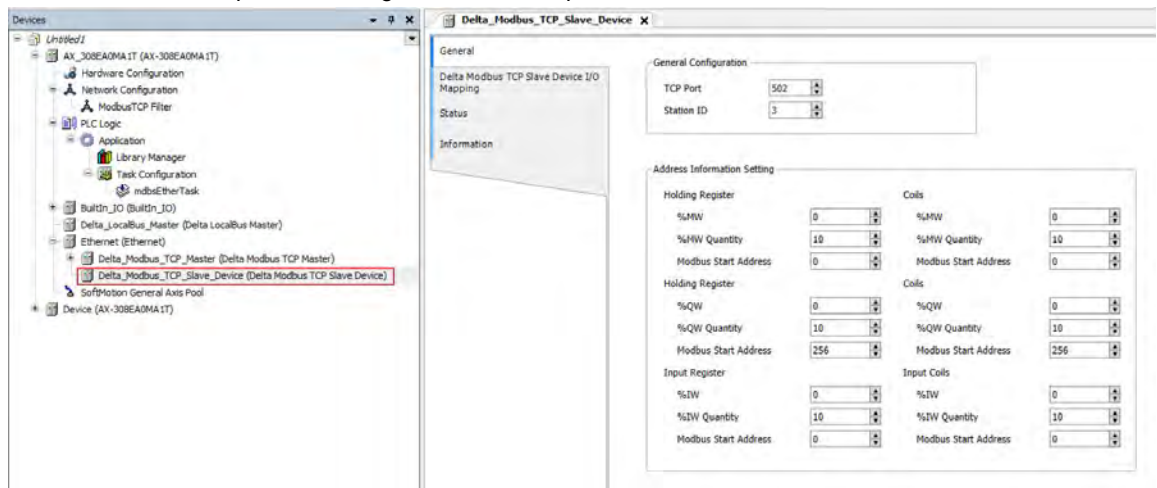 Devices
Untitled1
AX_308EA0MA1T (AX-308EA0MA1T)
Hardware Configuration
Network Configuration
ModbusTCP Filter
PLC Logic
Application
Library Manager
Task Configuration
mdbsEtherTask
BuiltIn_IO (BuiltIn_IO)
Delta_LocalBus_Master (Delta LocalBus Master)
Ethernet (Ethernet)
Delta_Modbus_TCP_Master (Delta Modbus TCP Master)
Delta_Modbus_TCP_Slave_Device (Delta Modbus TCP Slave Device)
SoftMotion General Axis Pool
Device (AX-308EA0MA1T)
Delta_Modbus_TCP_Slave_Device
General
Delta Modbus TCP Slave Device I/O
Mapping
Status
Information
General Configuration
TCP Port 502
Station ID 3
Address Information Setting
Holding Register Coils
%MW 0 %MW 0
%MW Quantity 10 %MW Quantity 10
Modbus Start Address 0 Modbus Start Address 0
Holding Register Coils
%QW 0 %QW 0
%QW Quantity 10 %QW Quantity 10
Modbus Start Address 256 Modbus Start Address 256
Input Register Input Coils
%IW 0 %IW 0
%IW Quantity 10 %IW Quantity 10
Modbus Start Address 0 Modbus Start Address 0